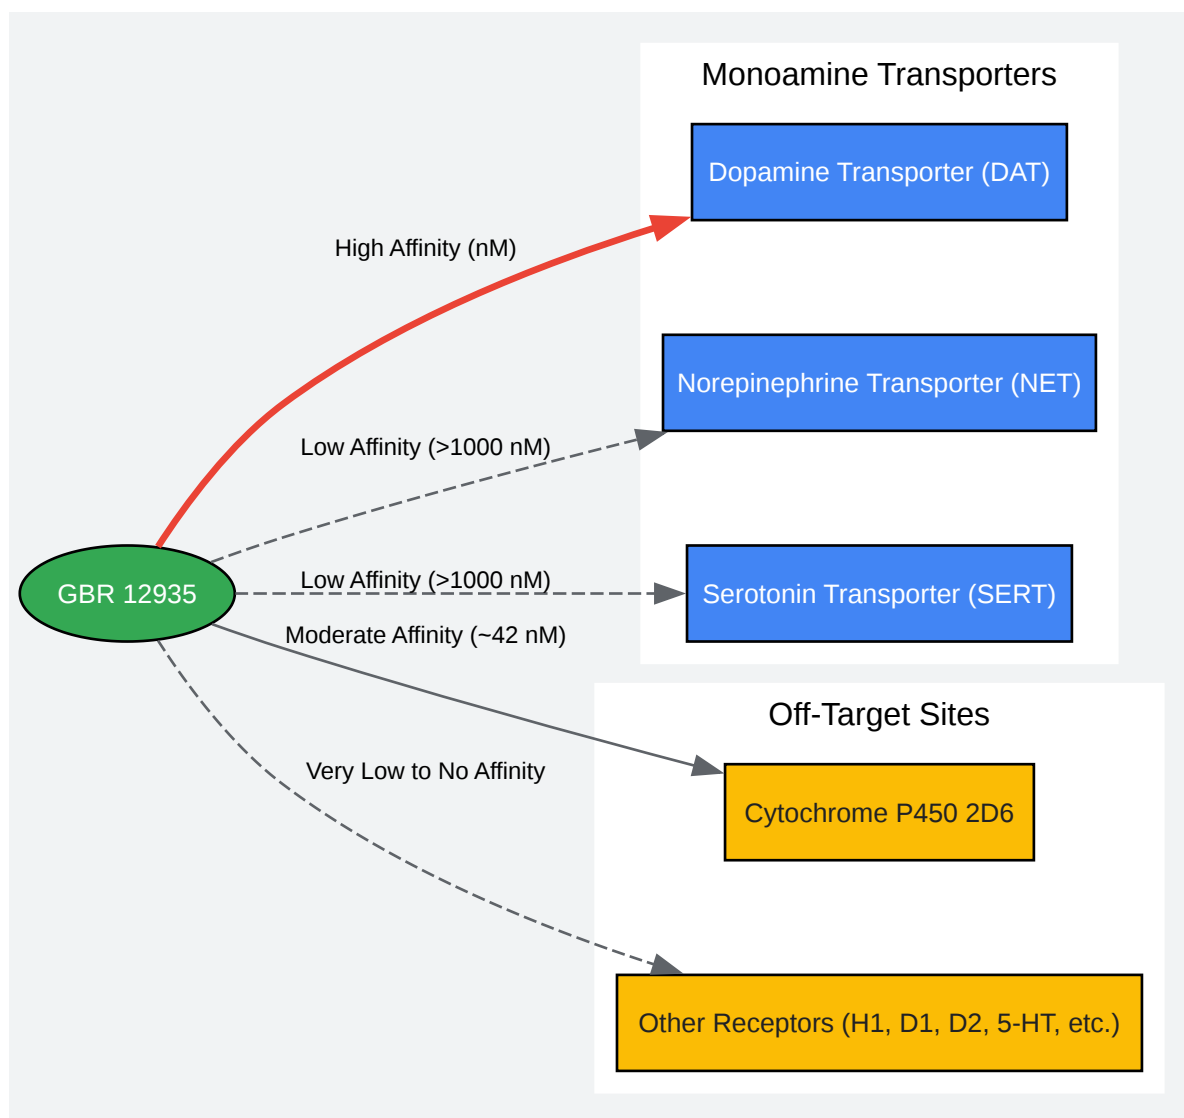 Monoamine Transporters
Dopamine Transporter (DAT)
High Affinity (nM)
Norepinephrine Transporter (NET)
Low Affinity (>1000 nM)
GBR 12935
Low Affinity (>1000 nM)
Serotonin Transporter (SERT)
Moderate Affinity (~42 nM)
Off-Target Sites
Very Low to No Affinity
Cytochrome P450 2D6
Other Receptors (H1, D1, D2, 5-HT, etc.)